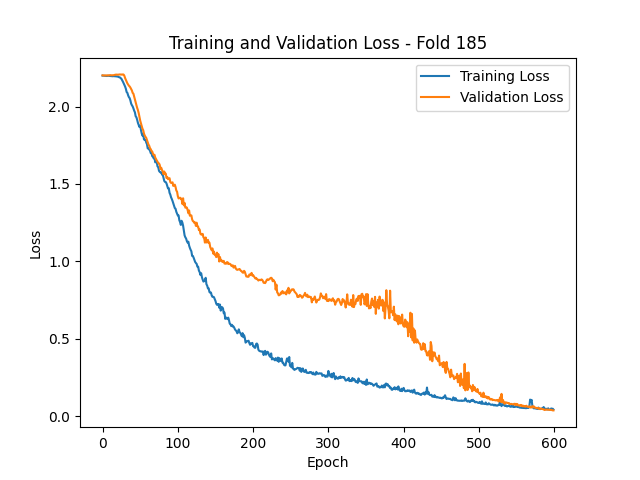 Training and Validation Loss - Fold 185
Training Loss
Validation Loss
Loss
2.0
1.5
1.0
0.5
0.0
0 100 200 300 400 500 600
Epoch